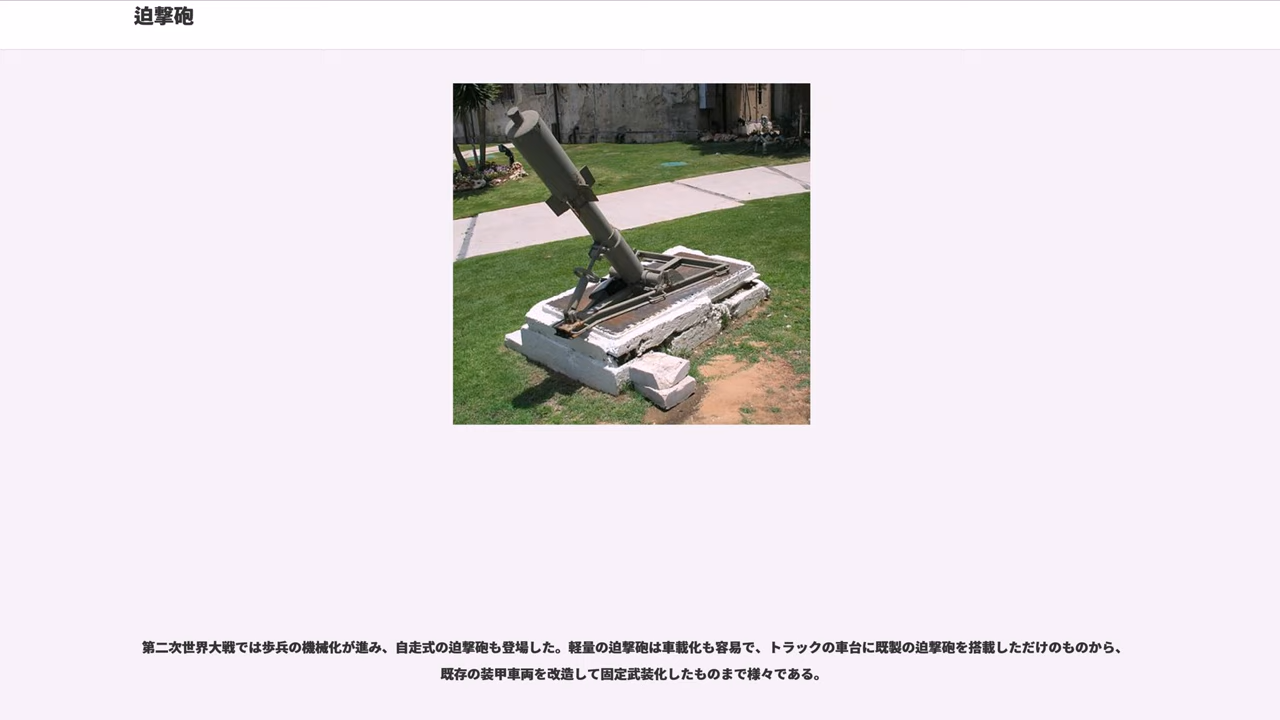 迫撃砲
第二次世界大戦では歩兵の機械化が進み、自走式の迫撃砲も登場した。軽量の迫撃砲は車載化も容易で、トラックの車台に既製の迫撃砲を搭載しただけのものから、
既存の装甲車両を改造して固定武装化したものまで様々である。